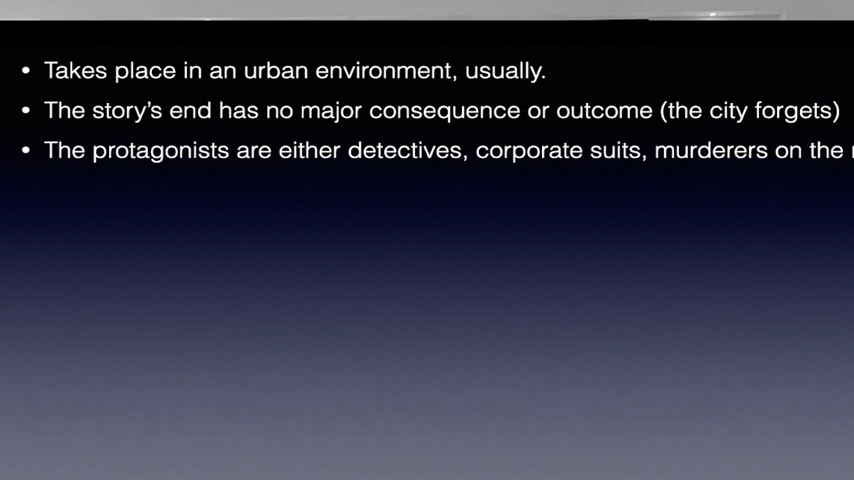 • Takes place in an urban environment, usually.
• The story's end has no major consequence or outcome (the city forgets)
• The protagonists are either detectives, corporate suits, murderers on the